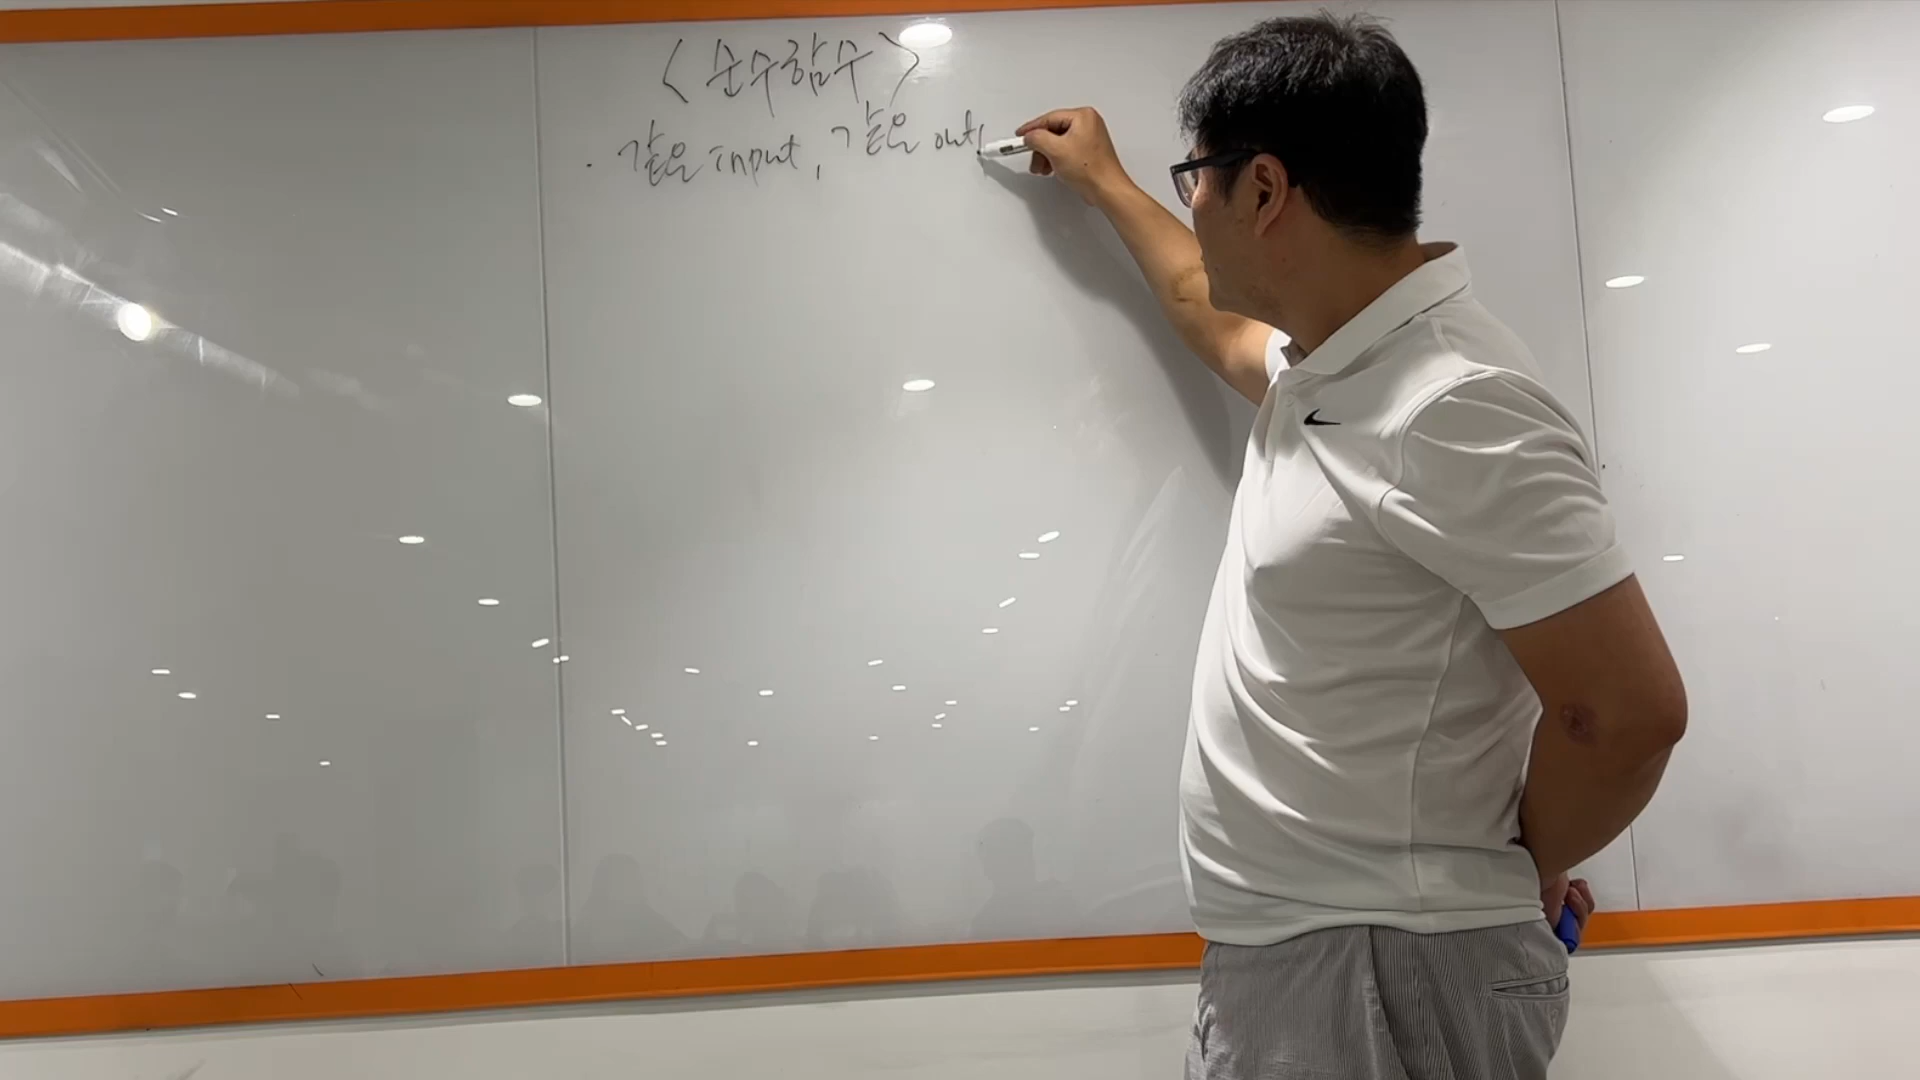 <순수함수>
· 같은 input, 같은 out